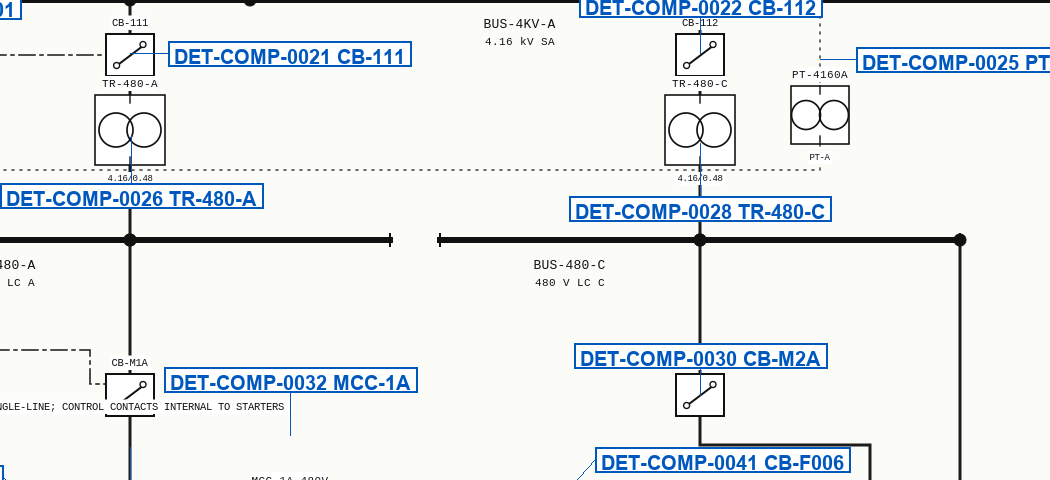 01
DET-COMP-0022 CB-112
CB-111
BUS-4KV-A
CB-112
4.16 kV SA
DET-COMP-0021 CB-111
DET-COMP-0025 PT
TR-480-A
TR-480-C
PT-4160A
PT-A
4.16/0.48
4.16/0.48
DET-COMP-0026 TR-480-A
DET-COMP-0028 TR-480-C
480-A
BUS-480-C
LC A
480 V LC C
CB-M1A
DET-COMP-0030 CB-M2A
DET-COMP-0032 MCC-1A
NGLE-LINE; CONTROL CONTACTS INTERNAL TO STARTERS
DET-COMP-0041 CB-F006
MCC-1A 480V